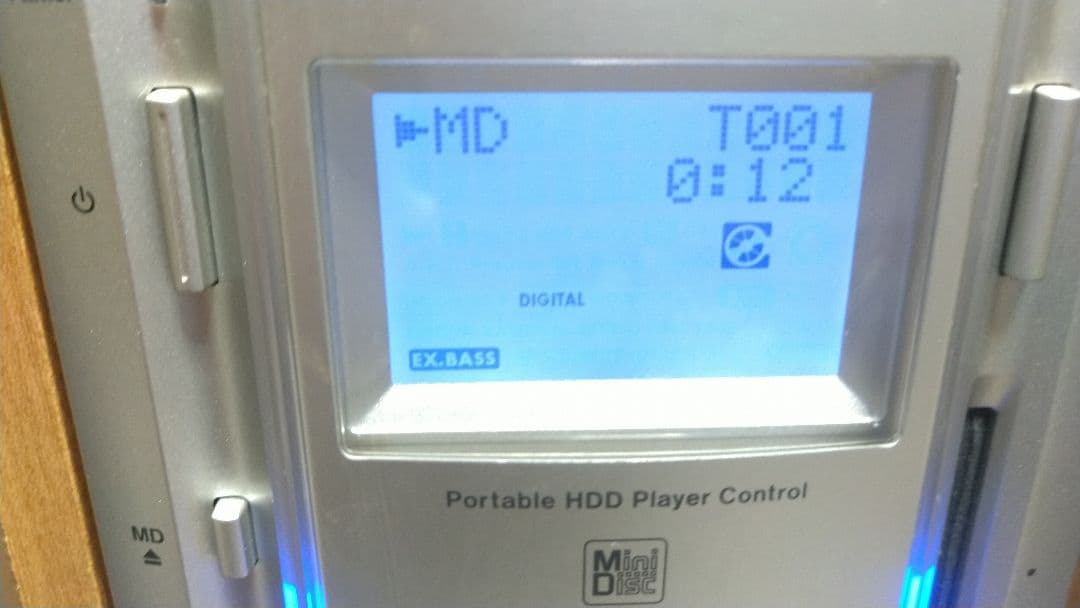 MD T001
0:12
DIGITAL
EX.BASS
Portable HDD Player Control
MD
Mini
Disc